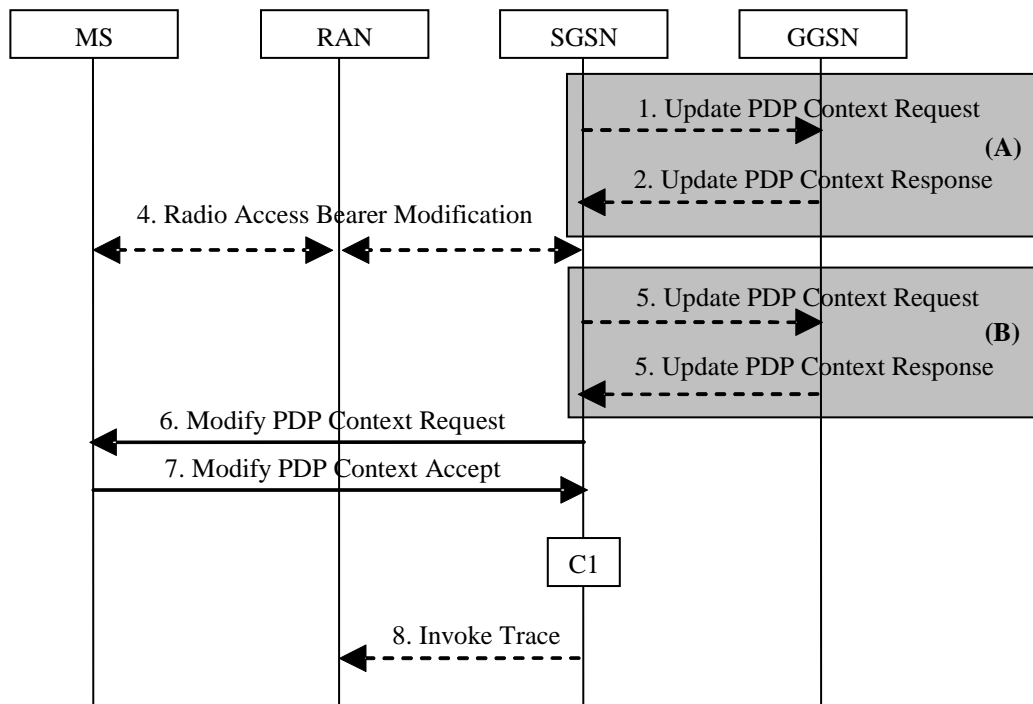 MS
RAN
SGSN
GGSN
1. Update PDP Context Request
(A)
2. Update PDP Context Response
4. Radio Access Bearer Modification
5. Update PDP Context Request
(B)
5. Update PDP Context Response
6. Modify PDP Context Request
7. Modify PDP Context Accept
C1
8. Invoke Trace